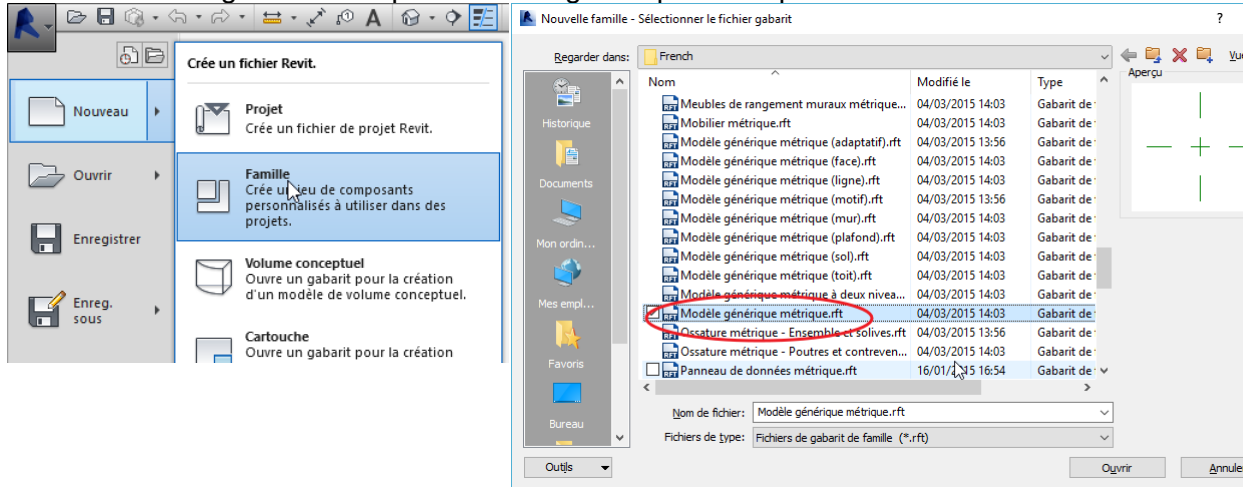 Crée un fichier Revit.
Nouveau
Projet
Crée un fichier de projet Revit.
Ouvrir
Famille
Crée un jeu de composants
personnalisés à utiliser dans des
projets.
Enregistrer
Volume conceptuel
Ouvre un gabarit pour la création
d'un modèle de volume conceptuel.
Enreg.
sous
Cartouche
Ouvre un gabarit pour la création
Nouvelle famille - Sélectionner le fichier gabarit
?
Regarder dans:
French
Aperçu
Nom
Modifié le
Type
Historique
Documents
Mon ordin...
Mes empl...
Favoris
Bureau
Meubles de rangement muraux métrique... 04/03/2015 14:03 Gabarit de
Mobilier métrique.rft 04/03/2015 14:03 Gabarit de
Modèle générique métrique (adaptatif).rft 04/03/2015 13:56 Gabarit de
Modèle générique métrique (face).rft 04/03/2015 14:03 Gabarit de
Modèle générique métrique (ligne).rft 04/03/2015 14:03 Gabarit de
Modèle générique métrique (motif).rft 04/03/2015 13:56 Gabarit de
Modèle générique métrique (mur).rft 04/03/2015 14:03 Gabarit de
Modèle générique métrique (plafond).rft 04/03/2015 14:03 Gabarit de
Modèle générique métrique (sol).rft 04/03/2015 14:03 Gabarit de
Modèle générique métrique (toit).rft 04/03/2015 14:03 Gabarit de
Modèle générique métrique à deux nivea... 04/03/2015 14:03 Gabarit de
Modèle générique métrique.rft 04/03/2015 14:03 Gabarit de
Ossature métrique - Ensemble et solives.rft 04/03/2015 13:56 Gabarit de
Ossature métrique - Poutres et contreven... 04/03/2015 14:03 Gabarit de
Panneau de données métrique.rft 16/01/2015 16:54 Gabarit de
Nom de fichier: Modèle générique métrique.rft
Fichiers de type: Fichiers de gabarit de famille (*.rft)
Outils
Ouvrir
Annuler